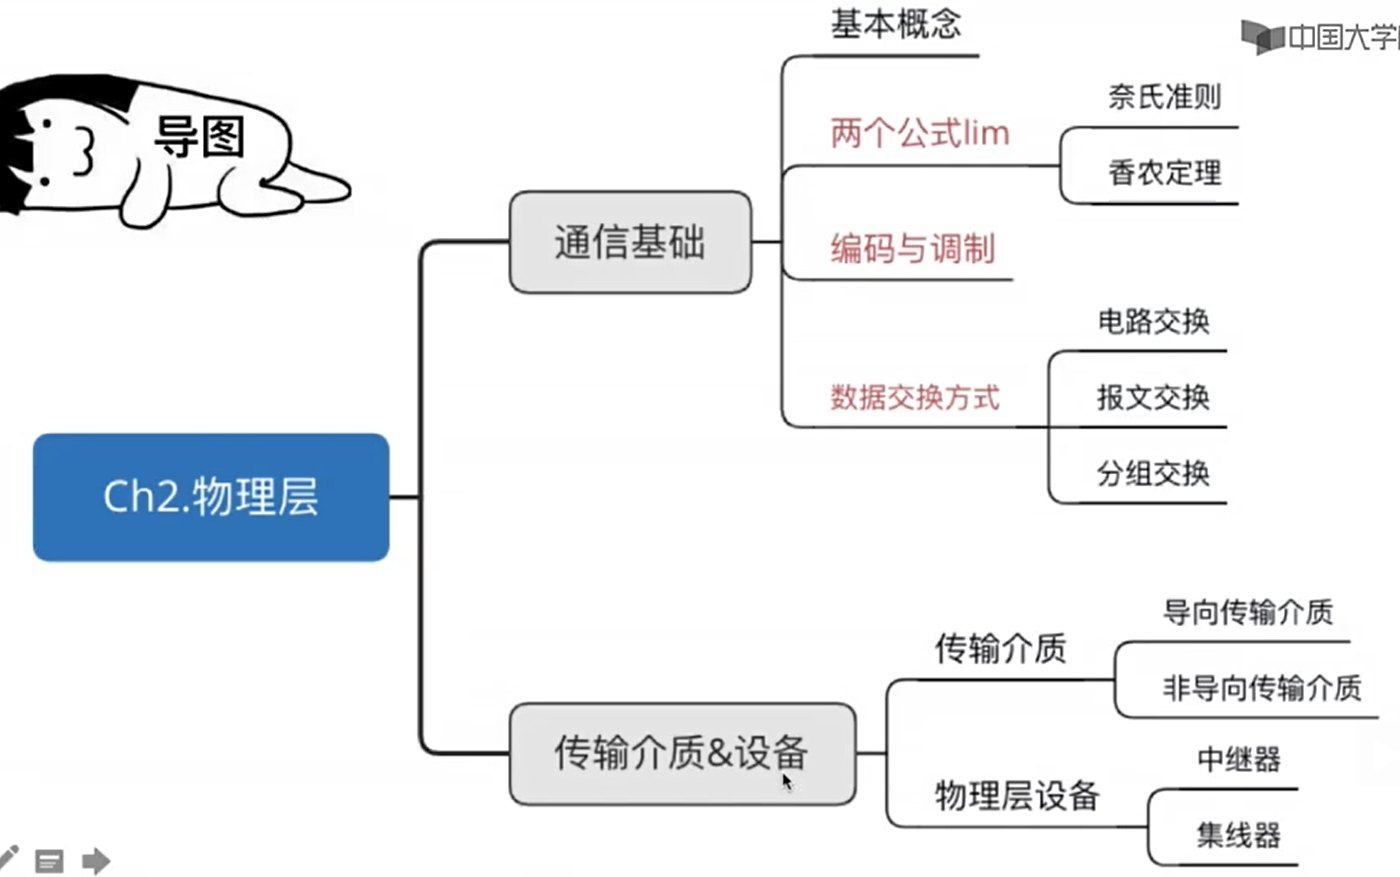 导图
中国大学
Ch2.物理层
通信基础
基本概念
两个公式lim
奈氏准则
香农定理
编码与调制
数据交换方式
电路交换
报文交换
分组交换
传输介质&设备
传输介质
导向传输介质
非导向传输介质
物理层设备
中继器
集线器